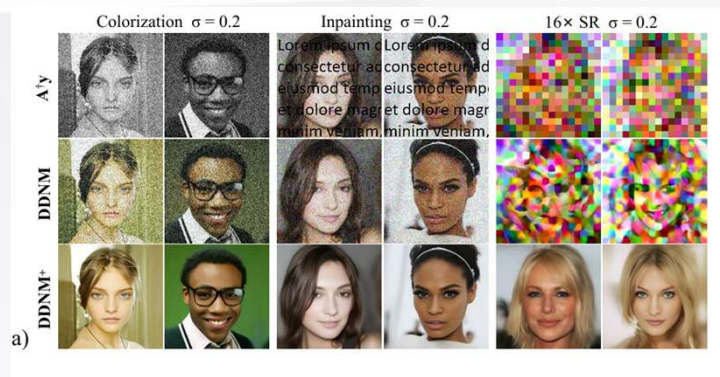 Colorization σ = 0.2
Inpainting σ = 0.2
16× SR σ = 0.2
A†y
Lorem ipsum d
consectetur ad
eiusmod temp
et dolore magr
minim veniam,
Lorem ipsum d
consectetur ad
eiusmod tempo
et dolore magr
minim veniam,
DDNM
DDNM⁺
a)